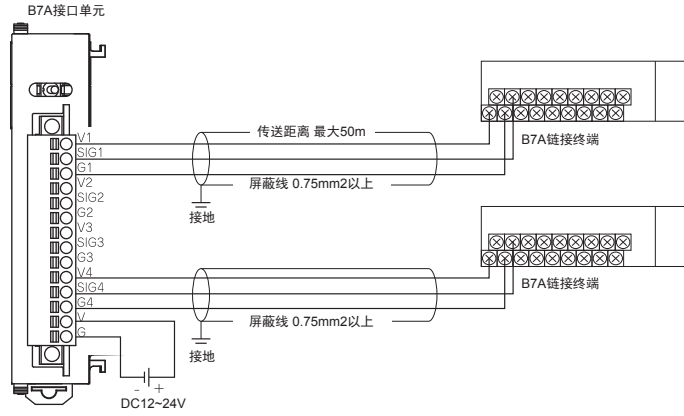 B7A接口单元
V1
SIG1
G1
V2
SIG2
G2
V3
SIG3
G3
V4
SIG4
G4
V
G
传送距离 最大50m
屏蔽线 0.75mm2以上
接地
B7A链接终端
屏蔽线 0.75mm2以上
接地
B7A链接终端
- +
DC12~24V